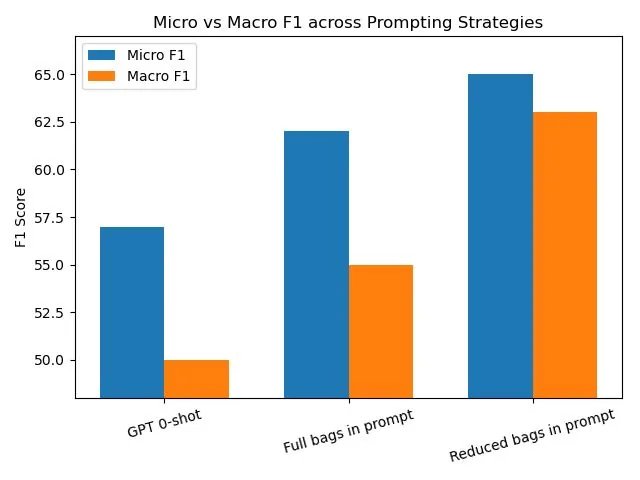 Micro vs Macro F1 across Prompting Strategies
Micro F1
Macro F1
65.0
62.5
60.0
57.5
55.0
52.5
50.0
F1 Score
GPT 0-shot
Full bags in prompt
Reduced bags in prompt